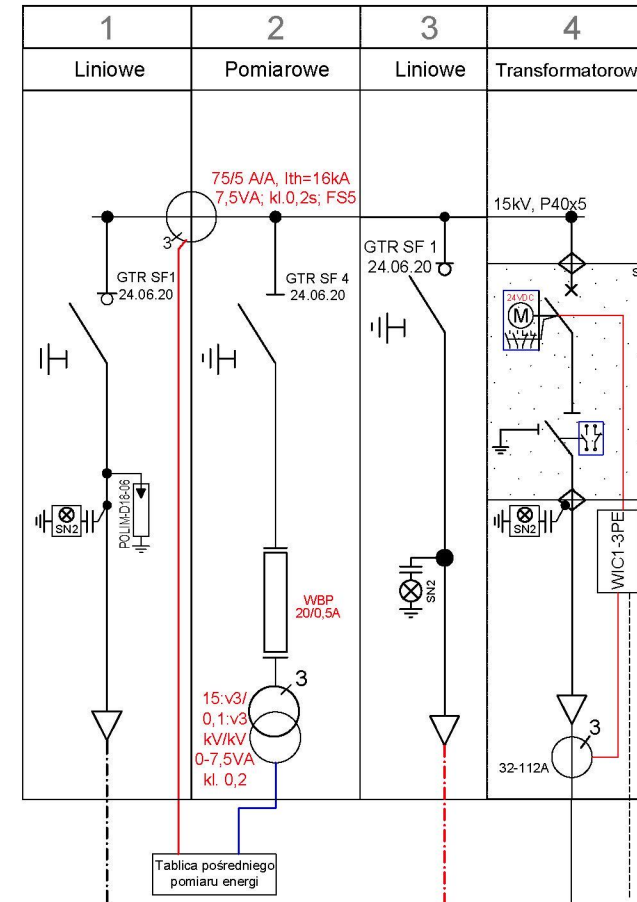 1
2
3
4
Liniowe
Pomiarowe
Liniowe
Transformatorow
75/5 A/A, Ith=16kA
7,5VA; kl.0,2s; FS5
15kV, P40x5
3
GTR SF1
24.06.20
GTR SF 4
24.06.20
GTR SF 1
24.06.20
24VDC
M
POLIM-D18-06
SN2
SN2
SN2
WIC1-3PE
WBP
20/0,5A
3
15:v3/
0,1:v3
kV/kV
0-7,5VA
kl. 0,2
3
32-112A
Tablica pośredniego
pomiaru energi